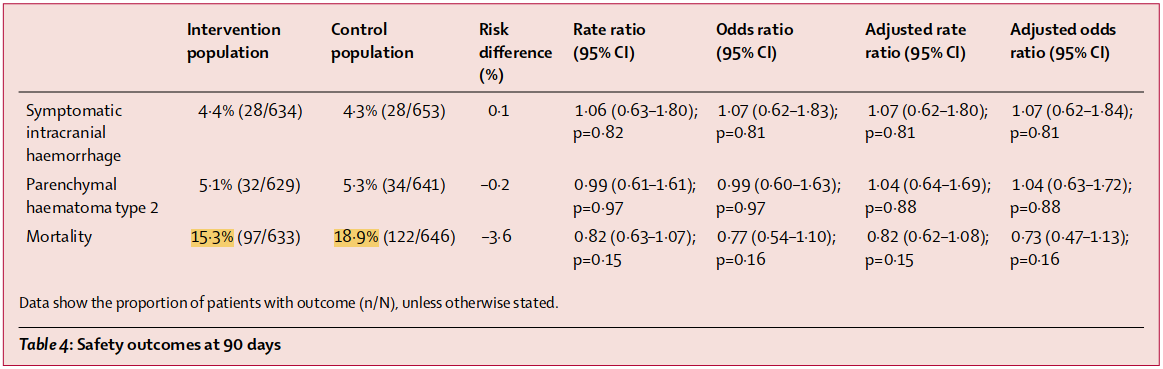 Intervention population	Control population	Risk difference (%)	Rate ratio (95% CI)	Odds ratio (95% CI)	Adjusted rate ratio (95% CI)	Adjusted odds ratio (95% CI)
Symptomatic intracranial haemorrhage	4·4% (28/634)	4·3% (28/653)	0·1	1·06 (0·63–1·80); p=0·82	1·07 (0·62–1·83); p=0·81	1·07 (0·62–1·80); p=0·81	1·07 (0·62–1·84); p=0·81
Parenchymal haematoma type 2	5·1% (32/629)	5·3% (34/641)	–0·2	0·99 (0·61–1·61); p=0·97	0·99 (0·60–1·63); p=0·97	1·04 (0·64–1·69); p=0·88	1·04 (0·63–1·72); p=0·88
Mortality	15·3% (97/633)	18·9% (122/646)	–3·6	0·82 (0·63–1·07); p=0·15	0·77 (0·54–1·10); p=0·16	0·82 (0·62–1·08); p=0·15	0·73 (0·47–1·13); p=0·16
Data show the proportion of patients with outcome (n/N), unless otherwise stated.
Table 4: Safety outcomes at 90 days